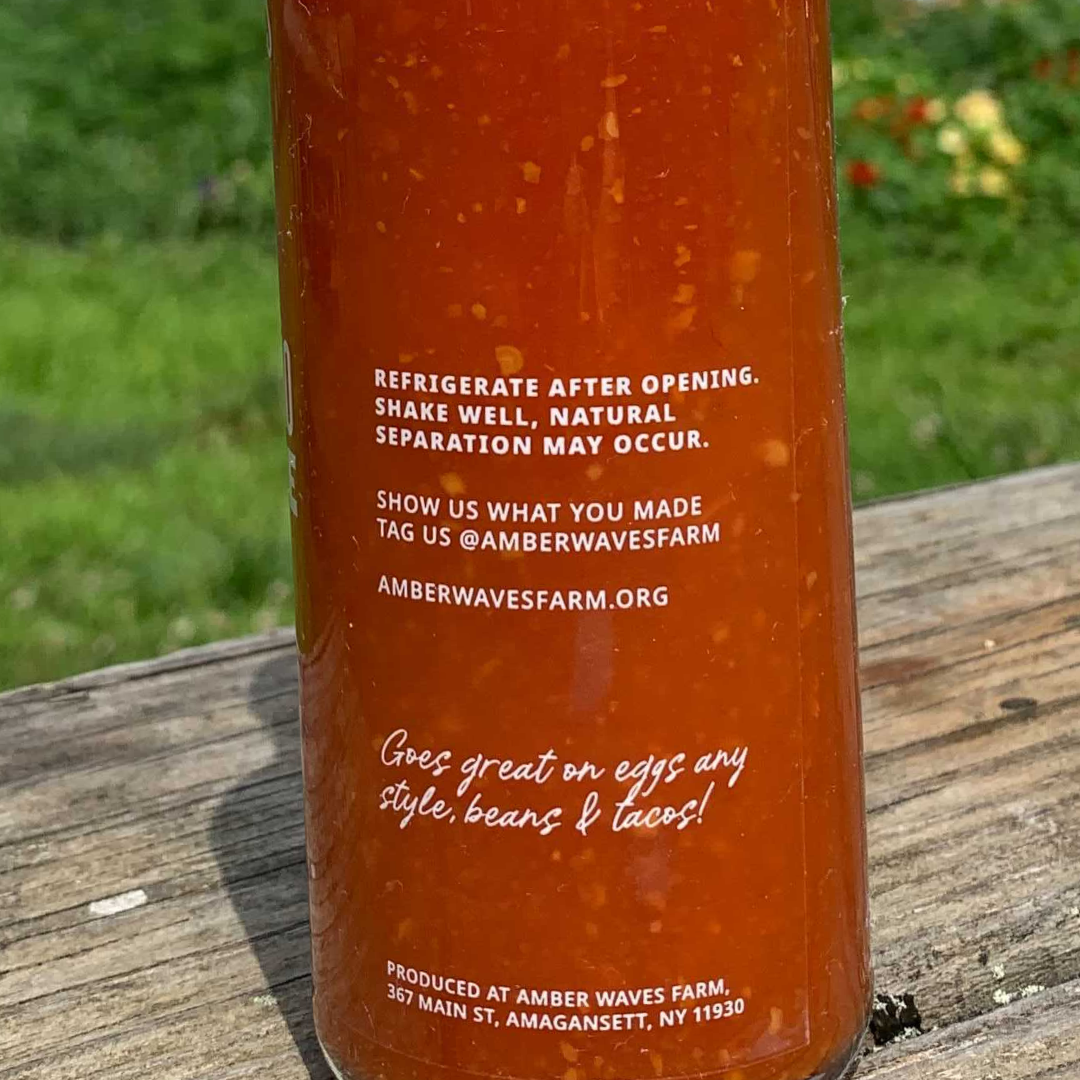 REFRIGERATE AFTER OPENING.
SHAKE WELL, NATURAL
SEPARATION MAY OCCUR.
SHOW US WHAT YOU MADE
TAG US @AMBERWAVESFARM
AMBERWAVESFARM.ORG
Goes great on eggs any
style, beans & tacos!
PRODUCED AT AMBER WAVES FARM,
367 MAIN ST, AMAGANSETT, NY 11930